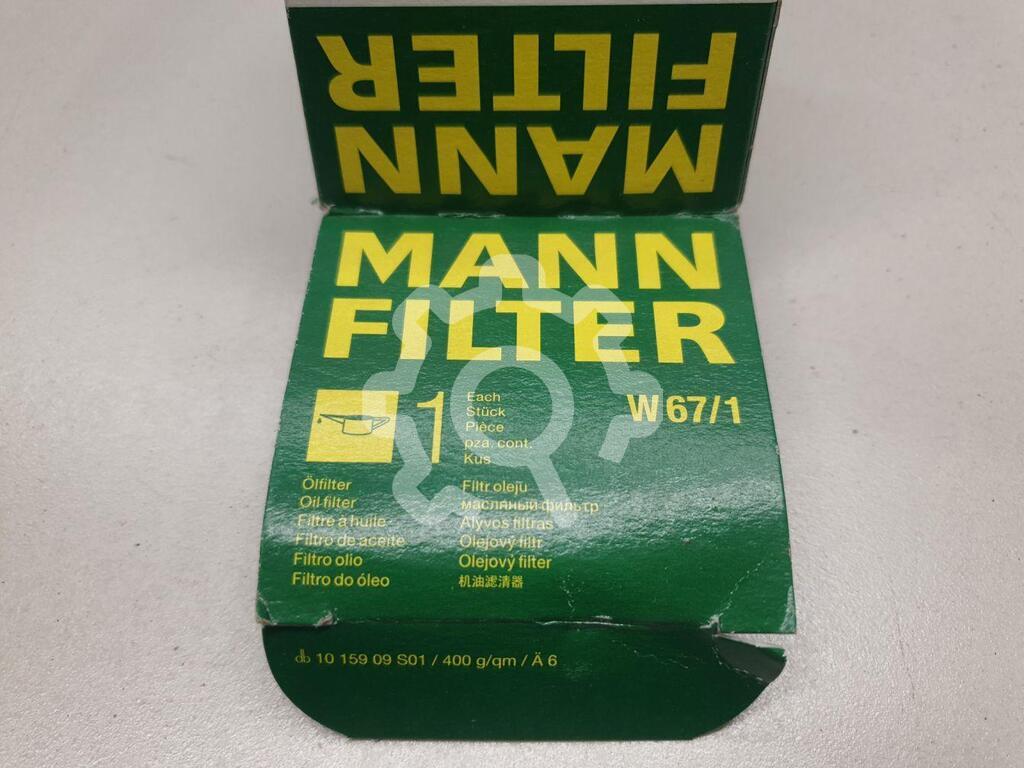 MANN
FILTER
MANN
FILTER
1
Each
Stück
Pièce
pza. cont.
Kus
W 67/1
Ölfilter
Oil filter
Filtre à huile
Filtro de aceite
Filtro olio
Filtro do óleo
Filtr oleju
масляный фильтр
Alyvos filtras
Olejový filtr
Olejový filter
机油滤清器
db 10 159 09 S01 / 400 g/qm / Ä 6